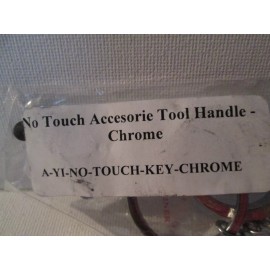 No Touch Accesorie Tool Handle -
Chrome
A-YI-NO-TOUCH-KEY-CHROME